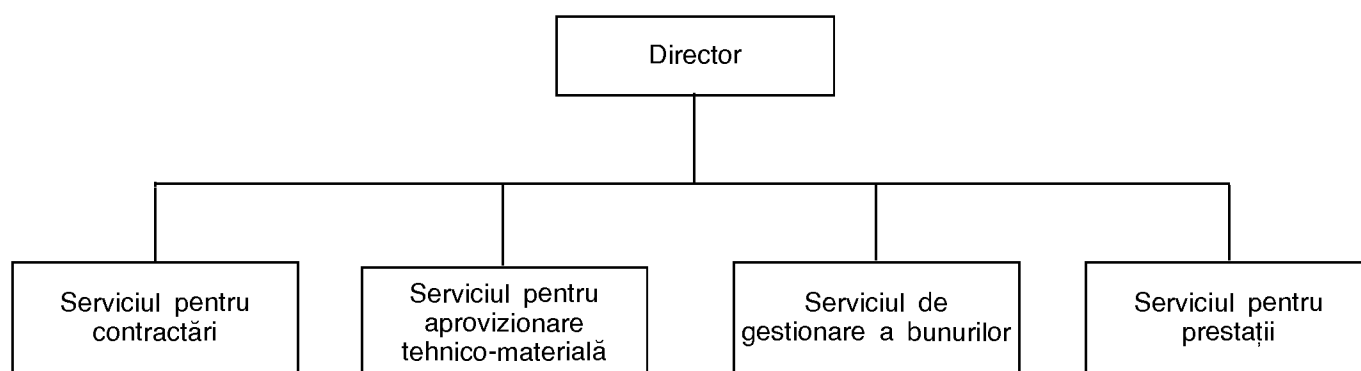 Director
Serviciul pentru
contractări
Serviciul pentru
aprovizionare
tehnico-materială
Serviciul de
gestionare a bunurilor
Serviciul pentru
prestații